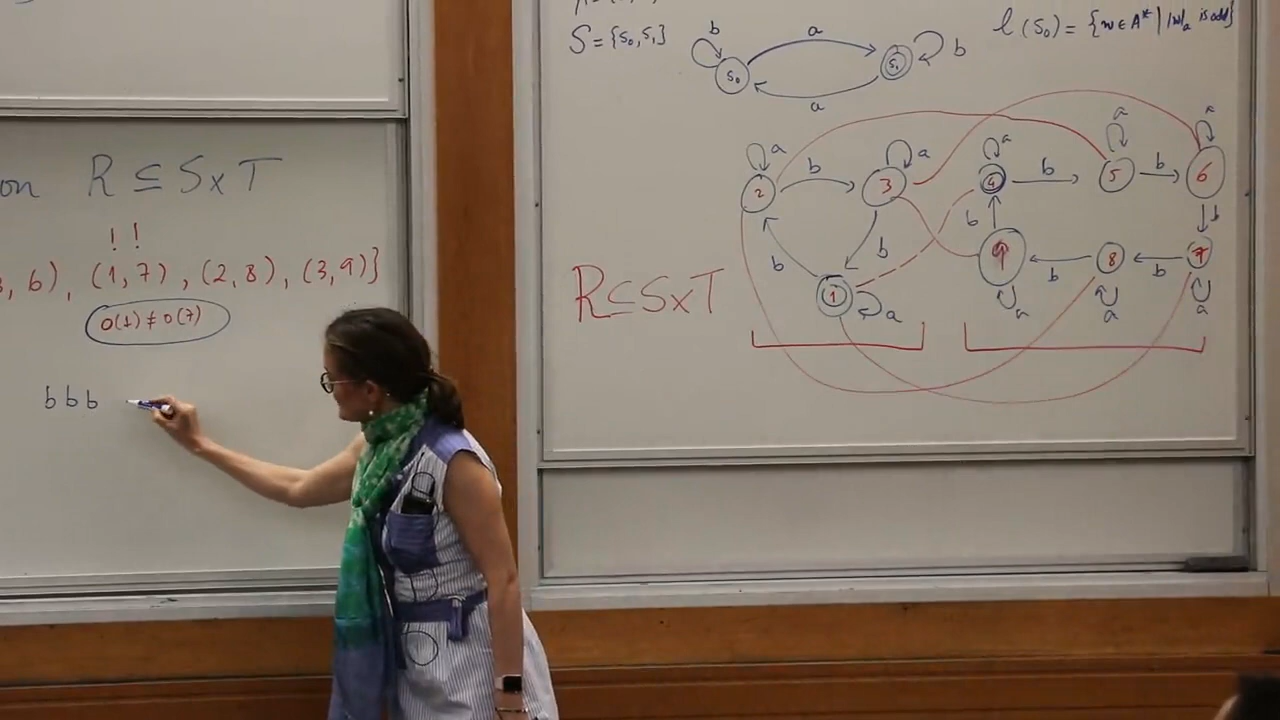 on R ⊆ S x T
! !
, 6), (1, 7), (2, 8), (3, 9)}
o(1) ≠ o(7)
b b b
S = {s₀, s₁}
b
a
s₀
s₁
b
a
l(s₀) = {w ∈ A* | |w|a is odd}
a a a a
2 b 3 4 b 5 b 6
b b b b
R ⊆ S x T
1 a 9 b 8 b 7
a a a